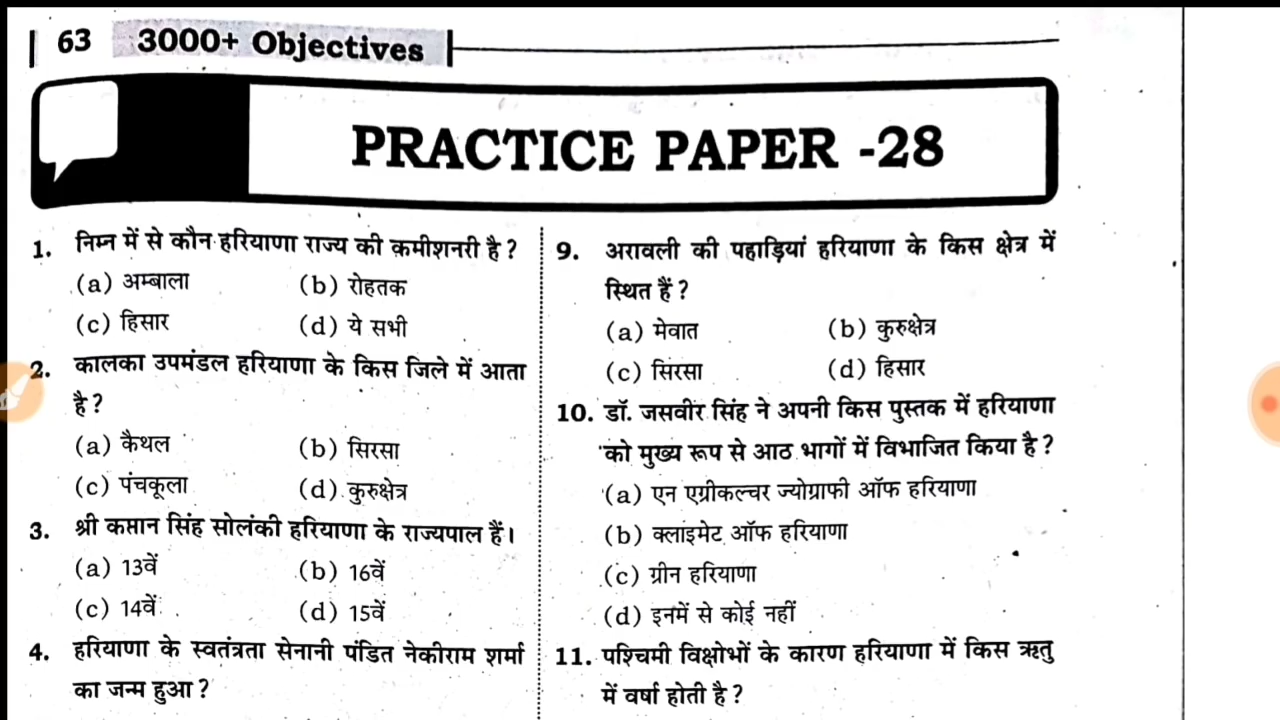 63 3000+ Objectives
PRACTICE PAPER -28
1. निम्न में से कौन हरियाणा राज्य की कमीशनरी है ?
(a) अम्बाला (b) रोहतक
(c) हिसार (d) ये सभी
2. कालका उपमंडल हरियाणा के किस जिले में आता
है ?
(a) कैथल (b) सिरसा
(c) पंचकूला (d) कुरुक्षेत्र
3. श्री कप्तान सिंह सोलंकी हरियाणा के राज्यपाल हैं।
(a) 13वें (b) 16वें
(c) 14वें (d) 15वें
4. हरियाणा के स्वतंत्रता सेनानी पंडित नेकीराम शर्मा
का जन्म हुआ ?
9. अरावली की पहाड़ियां हरियाणा के किस क्षेत्र में
स्थित हैं ?
(a) मेवात (b) कुरुक्षेत्र
(c) सिरसा (d) हिसार
10. डॉ. जसवीर सिंह ने अपनी किस पुस्तक में हरियाणा
को मुख्य रूप से आठ भागों में विभाजित किया है ?
(a) एन एग्रीकल्चर ज्योग्राफी ऑफ हरियाणा
(b) क्लाइमेट ऑफ हरियाणा
(c) ग्रीन हरियाणा
(d) इनमें से कोई नहीं
11. पश्चिमी विक्षोभों के कारण हरियाणा में किस ऋतु
में वर्षा होती है ?